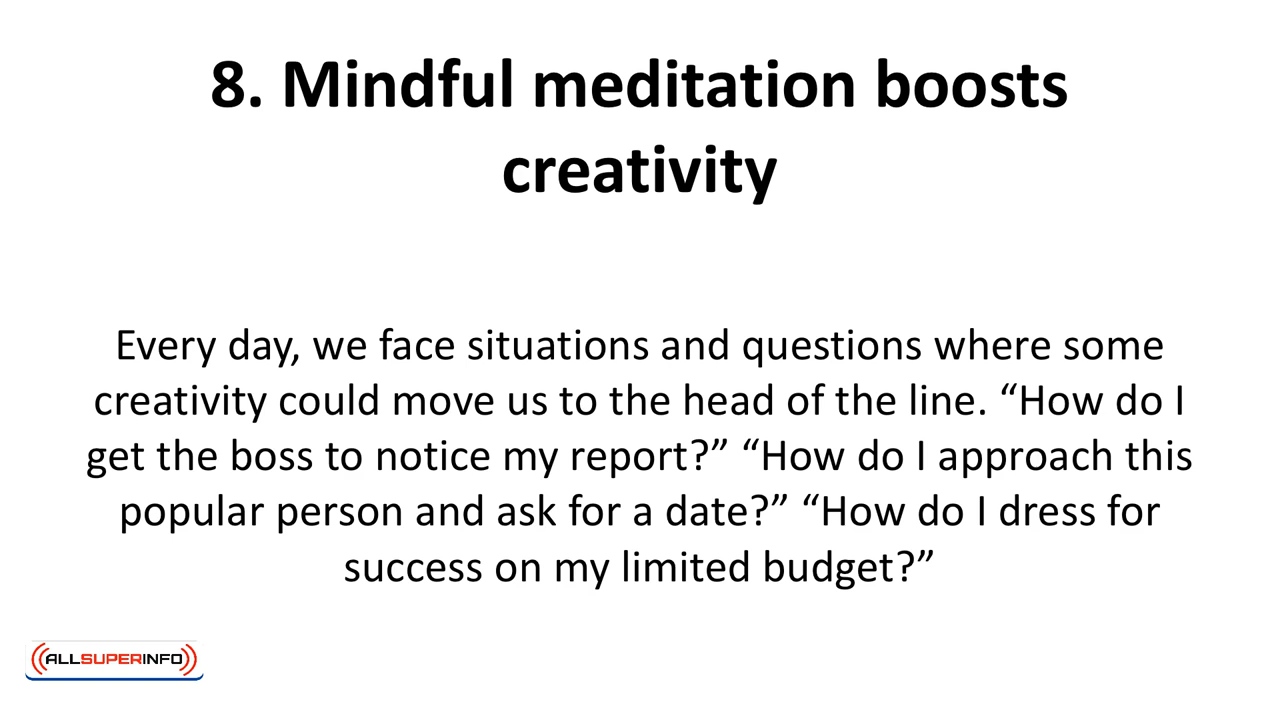 8. Mindful meditation boosts
creativity
Every day, we face situations and questions where some
creativity could move us to the head of the line. “How do I
get the boss to notice my report?” “How do I approach this
popular person and ask for a date?” “How do I dress for
success on my limited budget?”
ALLSUPERINFO